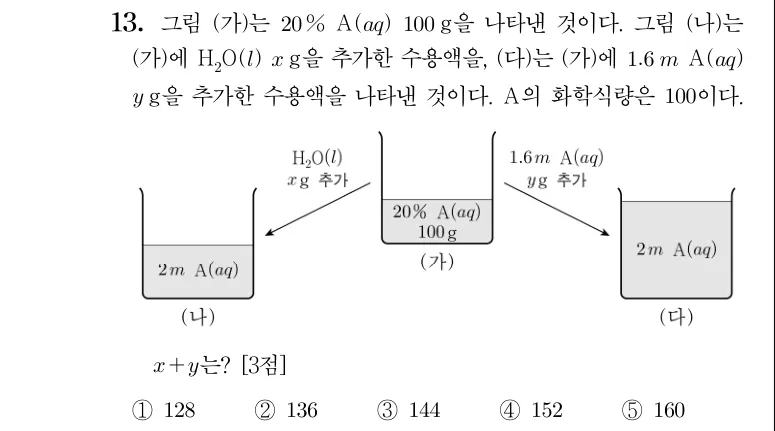 13. 그림 (가)는 20% A(aq) 100 g을 나타낸 것이다. 그림 (나)는
(가)에 H₂O(l) x g을 추가한 수용액을, (다)는 (가)에 1.6 m A(aq)
y g을 추가한 수용액을 나타낸 것이다. A의 화학식량은 100이다.
H₂O(l)
x g 추가
1.6 m A(aq)
y g 추가
20% A(aq)
100 g
2 m A(aq)
2 m A(aq)
(가)
(나)
(다)
x+y는? [3점]
① 128 ② 136 ③ 144 ④ 152 ⑤ 160